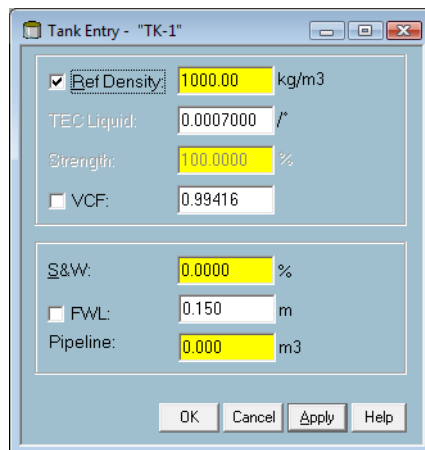 Tank Entry - "TK-1"
Ref Density: 1000.00 kg/m3
TEC Liquid: 0.0007000 /°
Strength: 100.0000 %
VCF: 0.99416
S&W: 0.0000 %
FWL: 0.150 m
Pipeline: 0.000 m3
OK Cancel Apply Help